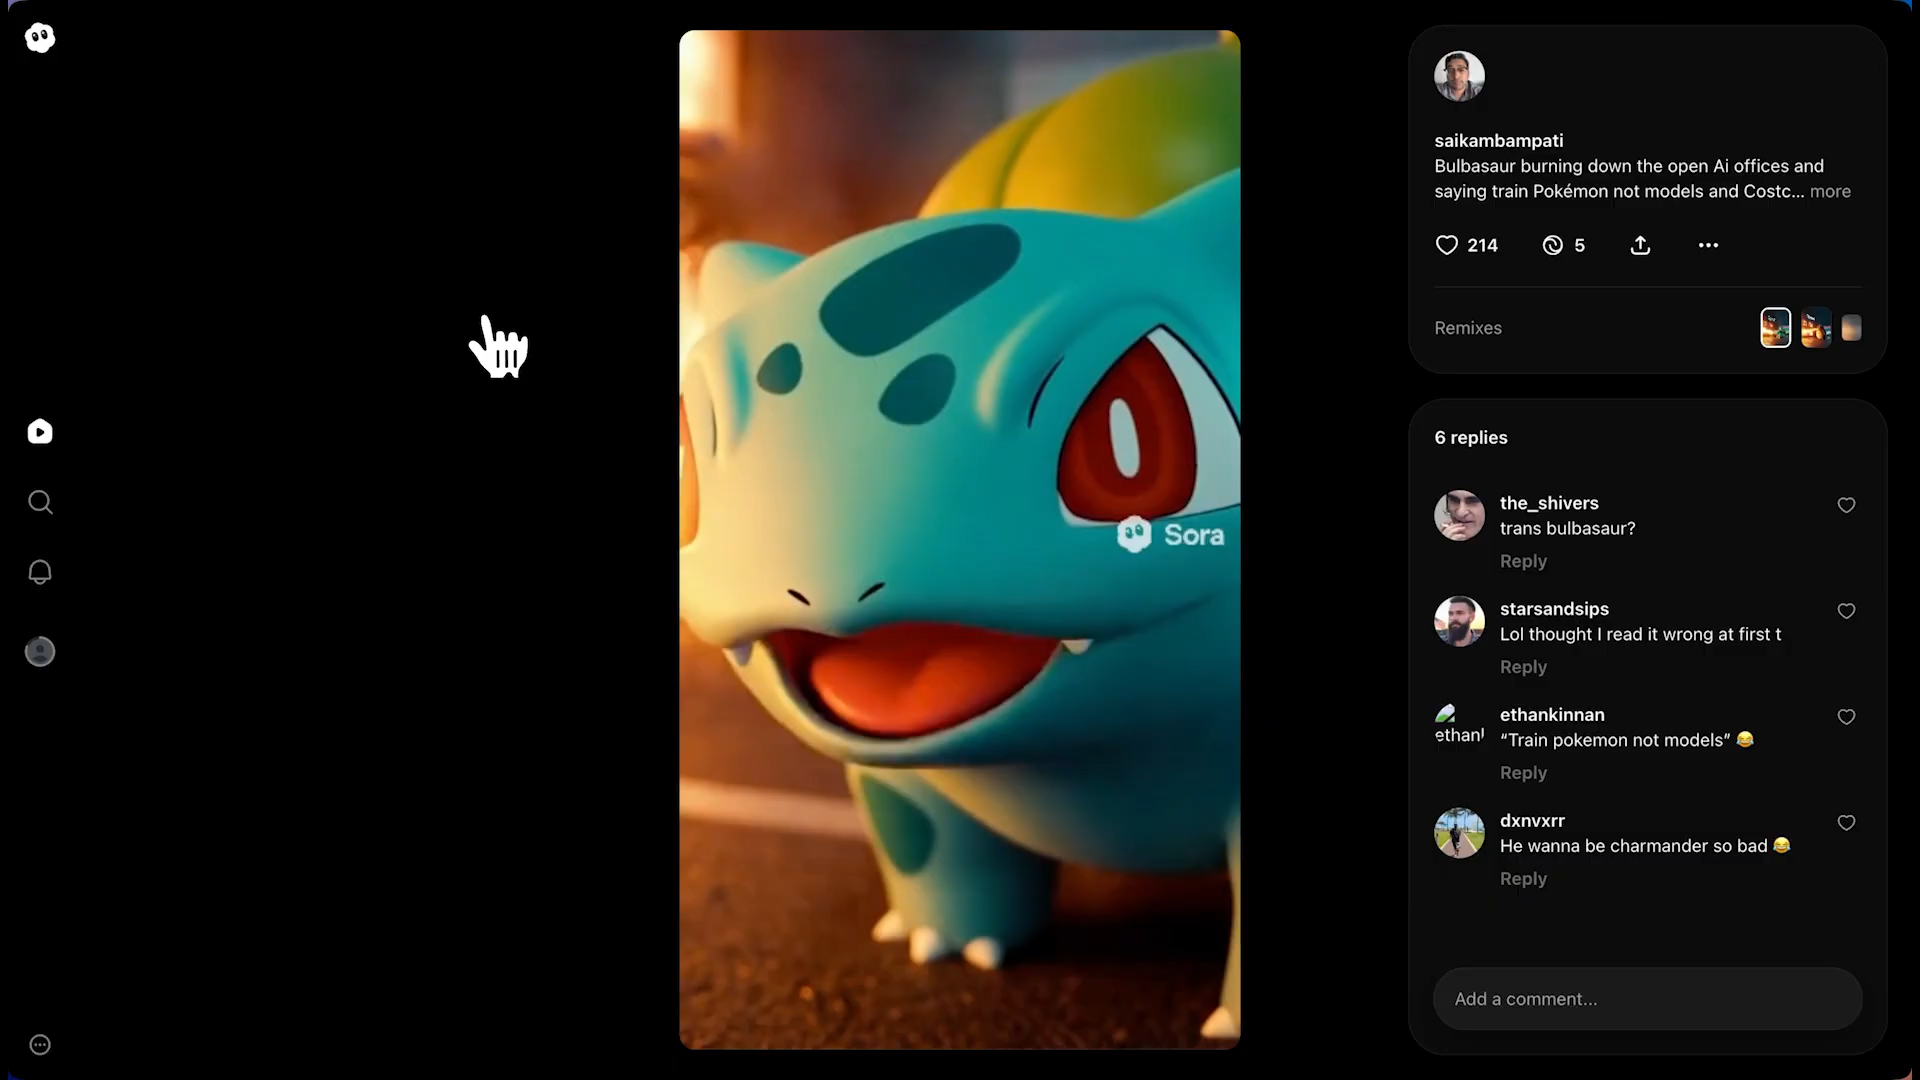 Sora
saikambampati
Bulbasaur burning down the open Ai offices and
saying train Pokémon not models and Costc... more
214 5
Remixes
6 replies
the_shivers
trans bulbasaur?
Reply
starsandsips
Lol thought I read it wrong at first t
Reply
ethankinnan
ethan
“Train pokemon not models” 😂
Reply
dxnvxrr
He wanna be charmander so bad 😂
Reply
Add a comment...